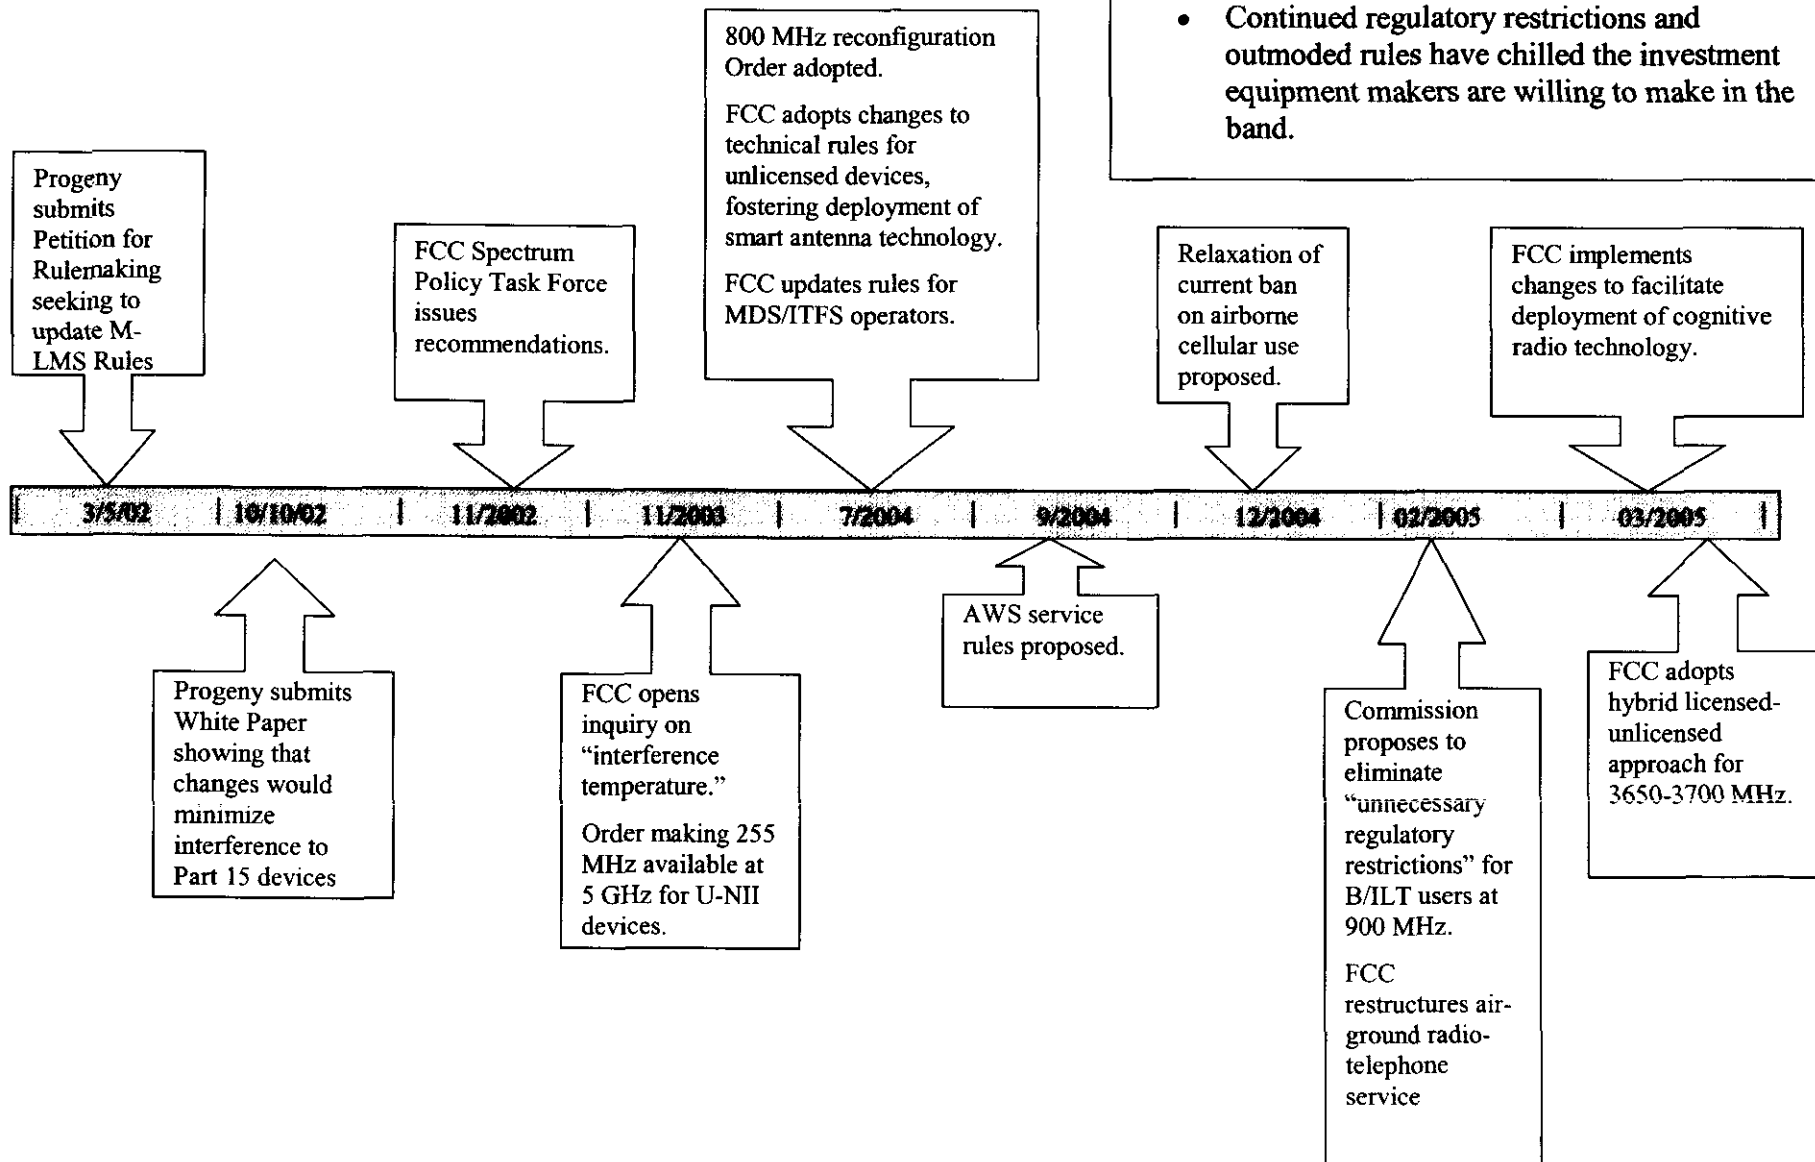 • Continued regulatory restrictions and
outmoded rules have chilled the investment
equipment makers are willing to make in the
band.
800 MHz reconfiguration
Order adopted.
FCC adopts changes to
technical rules for
unlicensed devices,
fostering deployment of
smart antenna technology.
FCC updates rules for
MDS/ITFS operators.
Progeny
submits
Petition for
Rulemaking
seeking to
update M-
LMS Rules
FCC Spectrum
Policy Task Force
issues
recommendations.
Relaxation of
current ban
on airborne
cellular use
proposed.
FCC implements
changes to facilitate
deployment of cognitive
radio technology.
3/5/02 10/10/02 11/2002 11/2003 7/2004 9/2004 12/2004 02/2005 03/2005
Progeny submits
White Paper
showing that
changes would
minimize
interference to
Part 15 devices
FCC opens
inquiry on
“interference
temperature.”
Order making 255
MHz available at
5 GHz for U-NII
devices.
AWS service
rules proposed.
Commission
proposes to
eliminate
“unnecessary
regulatory
restrictions” for
B/ILT users at
900 MHz.
FCC
restructures air-
ground radio-
telephone
service
FCC adopts
hybrid licensed-
unlicensed
approach for
3650-3700 MHz.